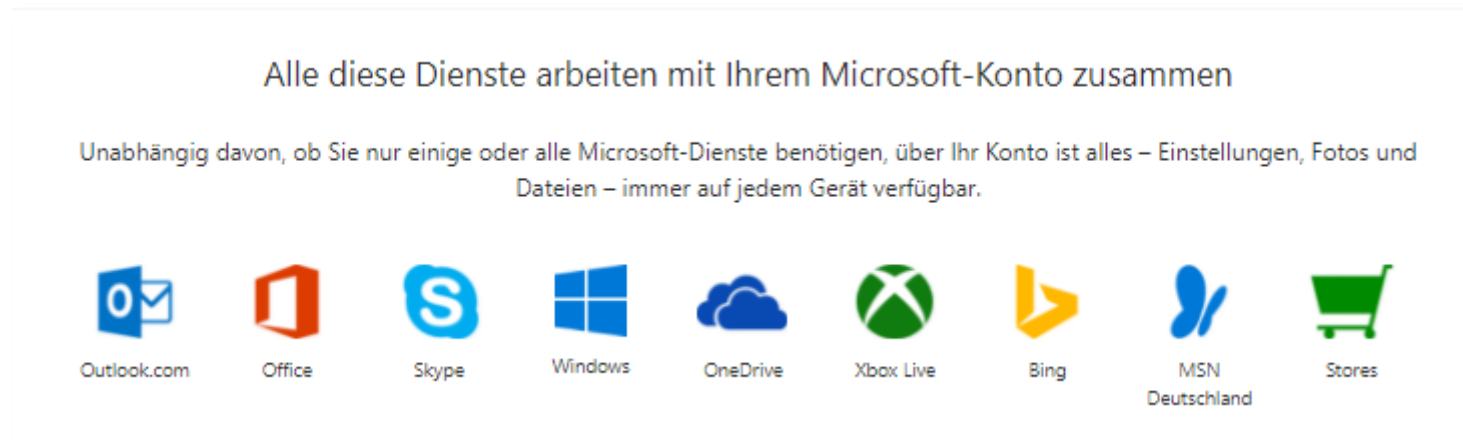 Alle diese Dienste arbeiten mit Ihrem Microsoft-Konto zusammen
Unabhängig davon, ob Sie nur einige oder alle Microsoft-Dienste benötigen, über Ihr Konto ist alles – Einstellungen, Fotos und
Dateien – immer auf jedem Gerät verfügbar.
Outlook.com
Office
Skype
Windows
OneDrive
Xbox Live
Bing
MSN
Deutschland
Stores